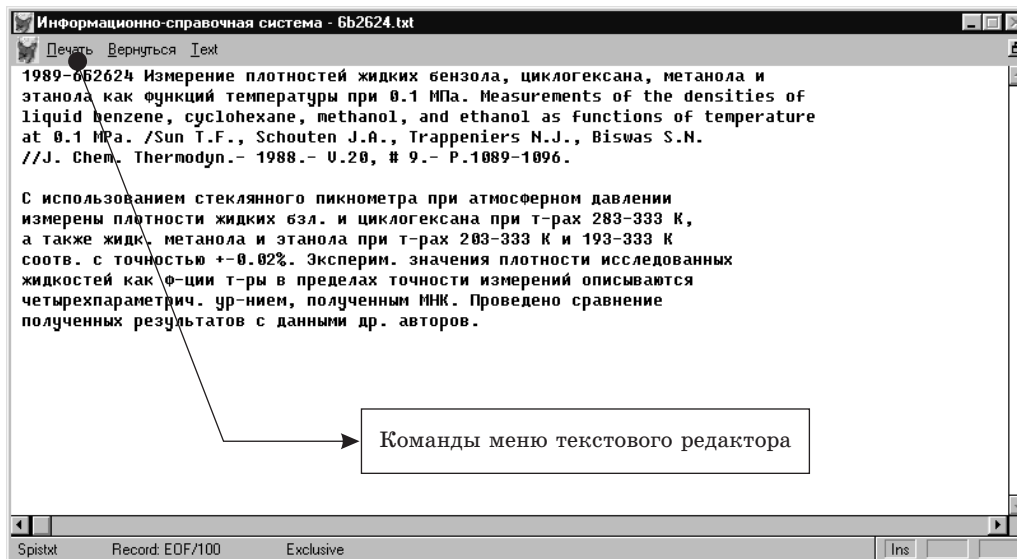 Информационно-справочная система - 6b2624.txt
Печать Вернуться Text
1989-6Б2624 Измерение плотностей жидких бензола, циклогексана, метанола и
этанола как функций температуры при 0.1 МПа. Measurements of the densities of
liquid benzene, cyclohexane, methanol, and ethanol as functions of temperature
at 0.1 MPa. /Sun T.F., Schouten J.A., Trappeniers N.J., Biswas S.N.
//J. Chem. Thermodyn.- 1988.- V.20, # 9.- P.1089-1096.
С использованием стеклянного пикнометра при атмосферном давлении
измерены плотности жидких бзл. и циклогексана при т-рах 283-333 К,
а также жидк. метанола и этанола при т-рах 203-333 К и 193-333 К
соотв. с точностью +-0.02%. Эксперим. значения плотности исследованных
жидкостей как ф-ции т-ры в пределах точности измерений описываются
четырехпараметрич. ур-нием, полученным МНК. Проведено сравнение
полученных результатов с данными др. авторов.
Команды меню текстового редактора
Spistxt Record: EOF/100 Exclusive Ins